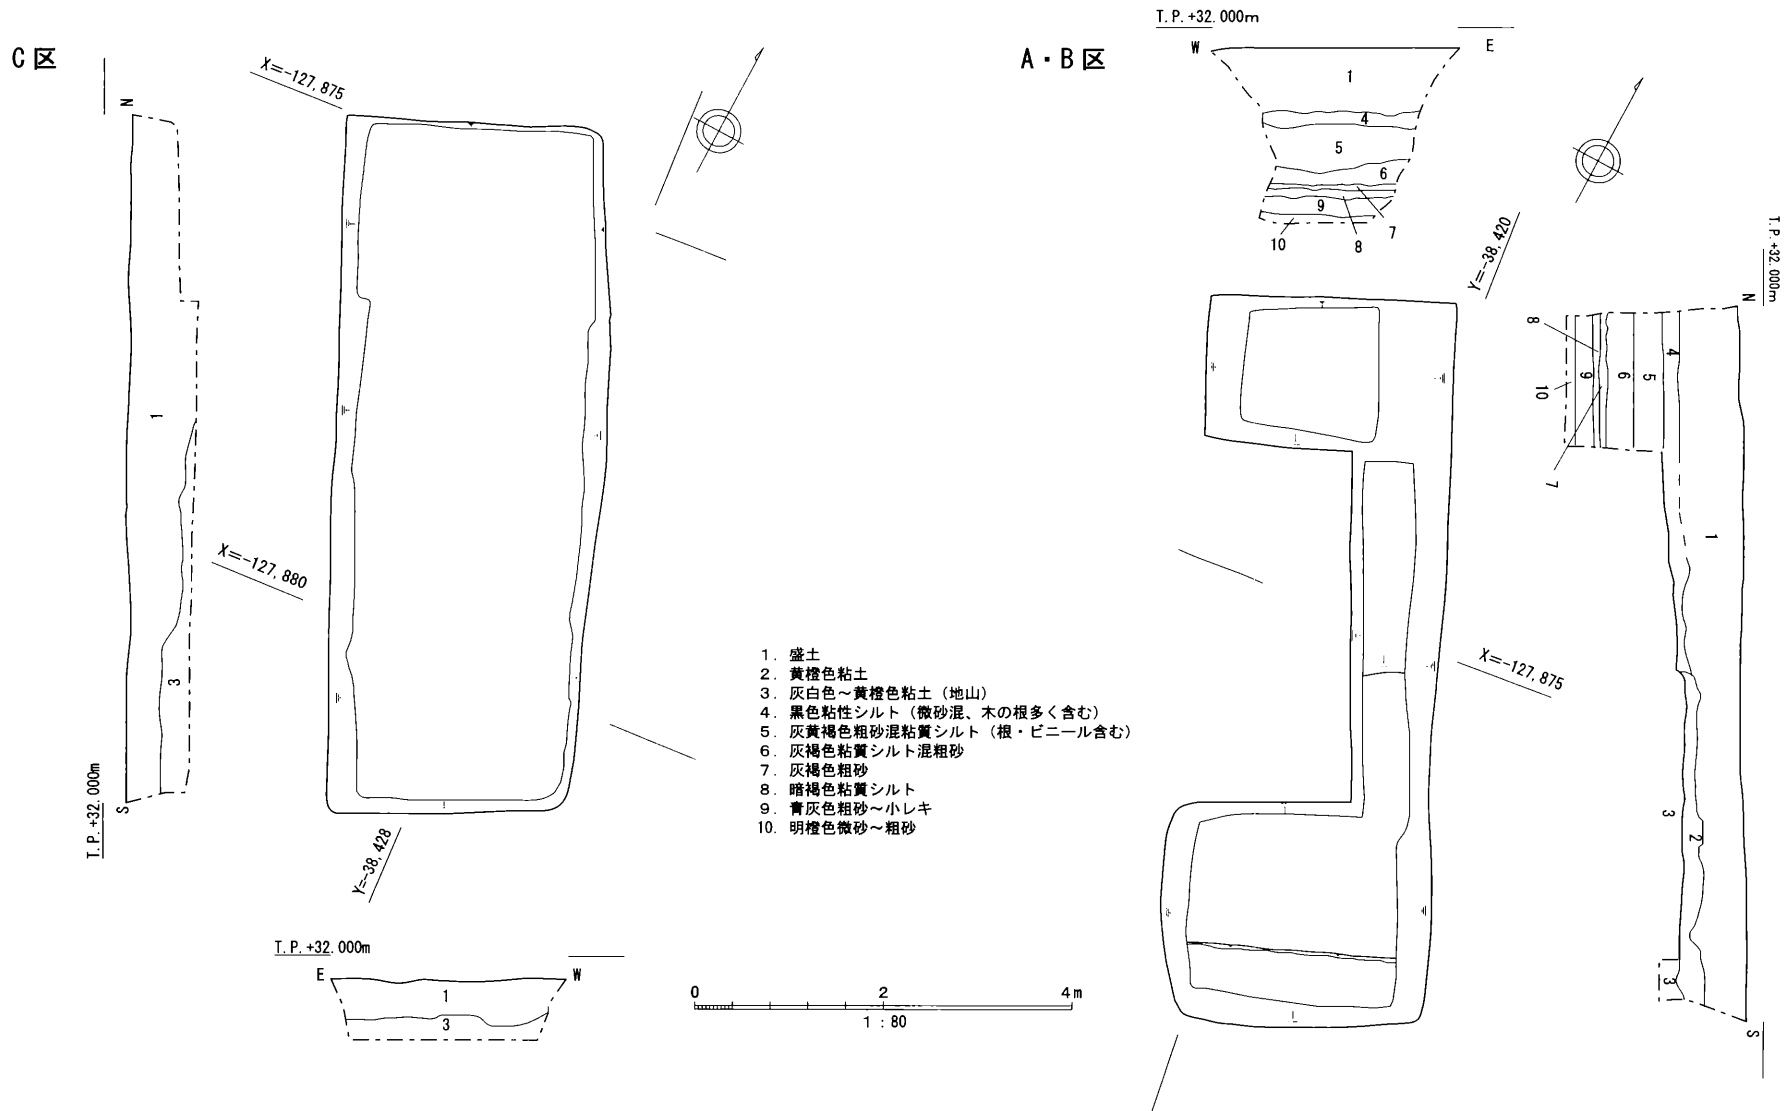 C区
X=-127,875
N
1
X=-127,880
3
S
T.P.+32.000m
Y=-38,428
T.P.+32.000m
E
W
1
3
1. 盛土
2. 黄橙色粘土
3. 灰白色～黄橙色粘土（地山）
4. 黒色粘性シルト（微砂混、木の根多く含む）
5. 灰黄褐色粗砂混粘質シルト（根・ビニール含む）
6. 灰褐色粘質シルト混粗砂
7. 灰褐色粗砂
8. 暗褐色粘質シルト
9. 青灰色粗砂～小レキ
10. 明橙色微砂～粗砂
0 2 4m
1：80
A・B区
T.P.+32.000m
W
E
1
4
5
6
9
10
8
7
Y=-38,420
T.P.+32.000m
N
8
10
9
6
5
4
7
1
X=-127,875
3
2
3
S